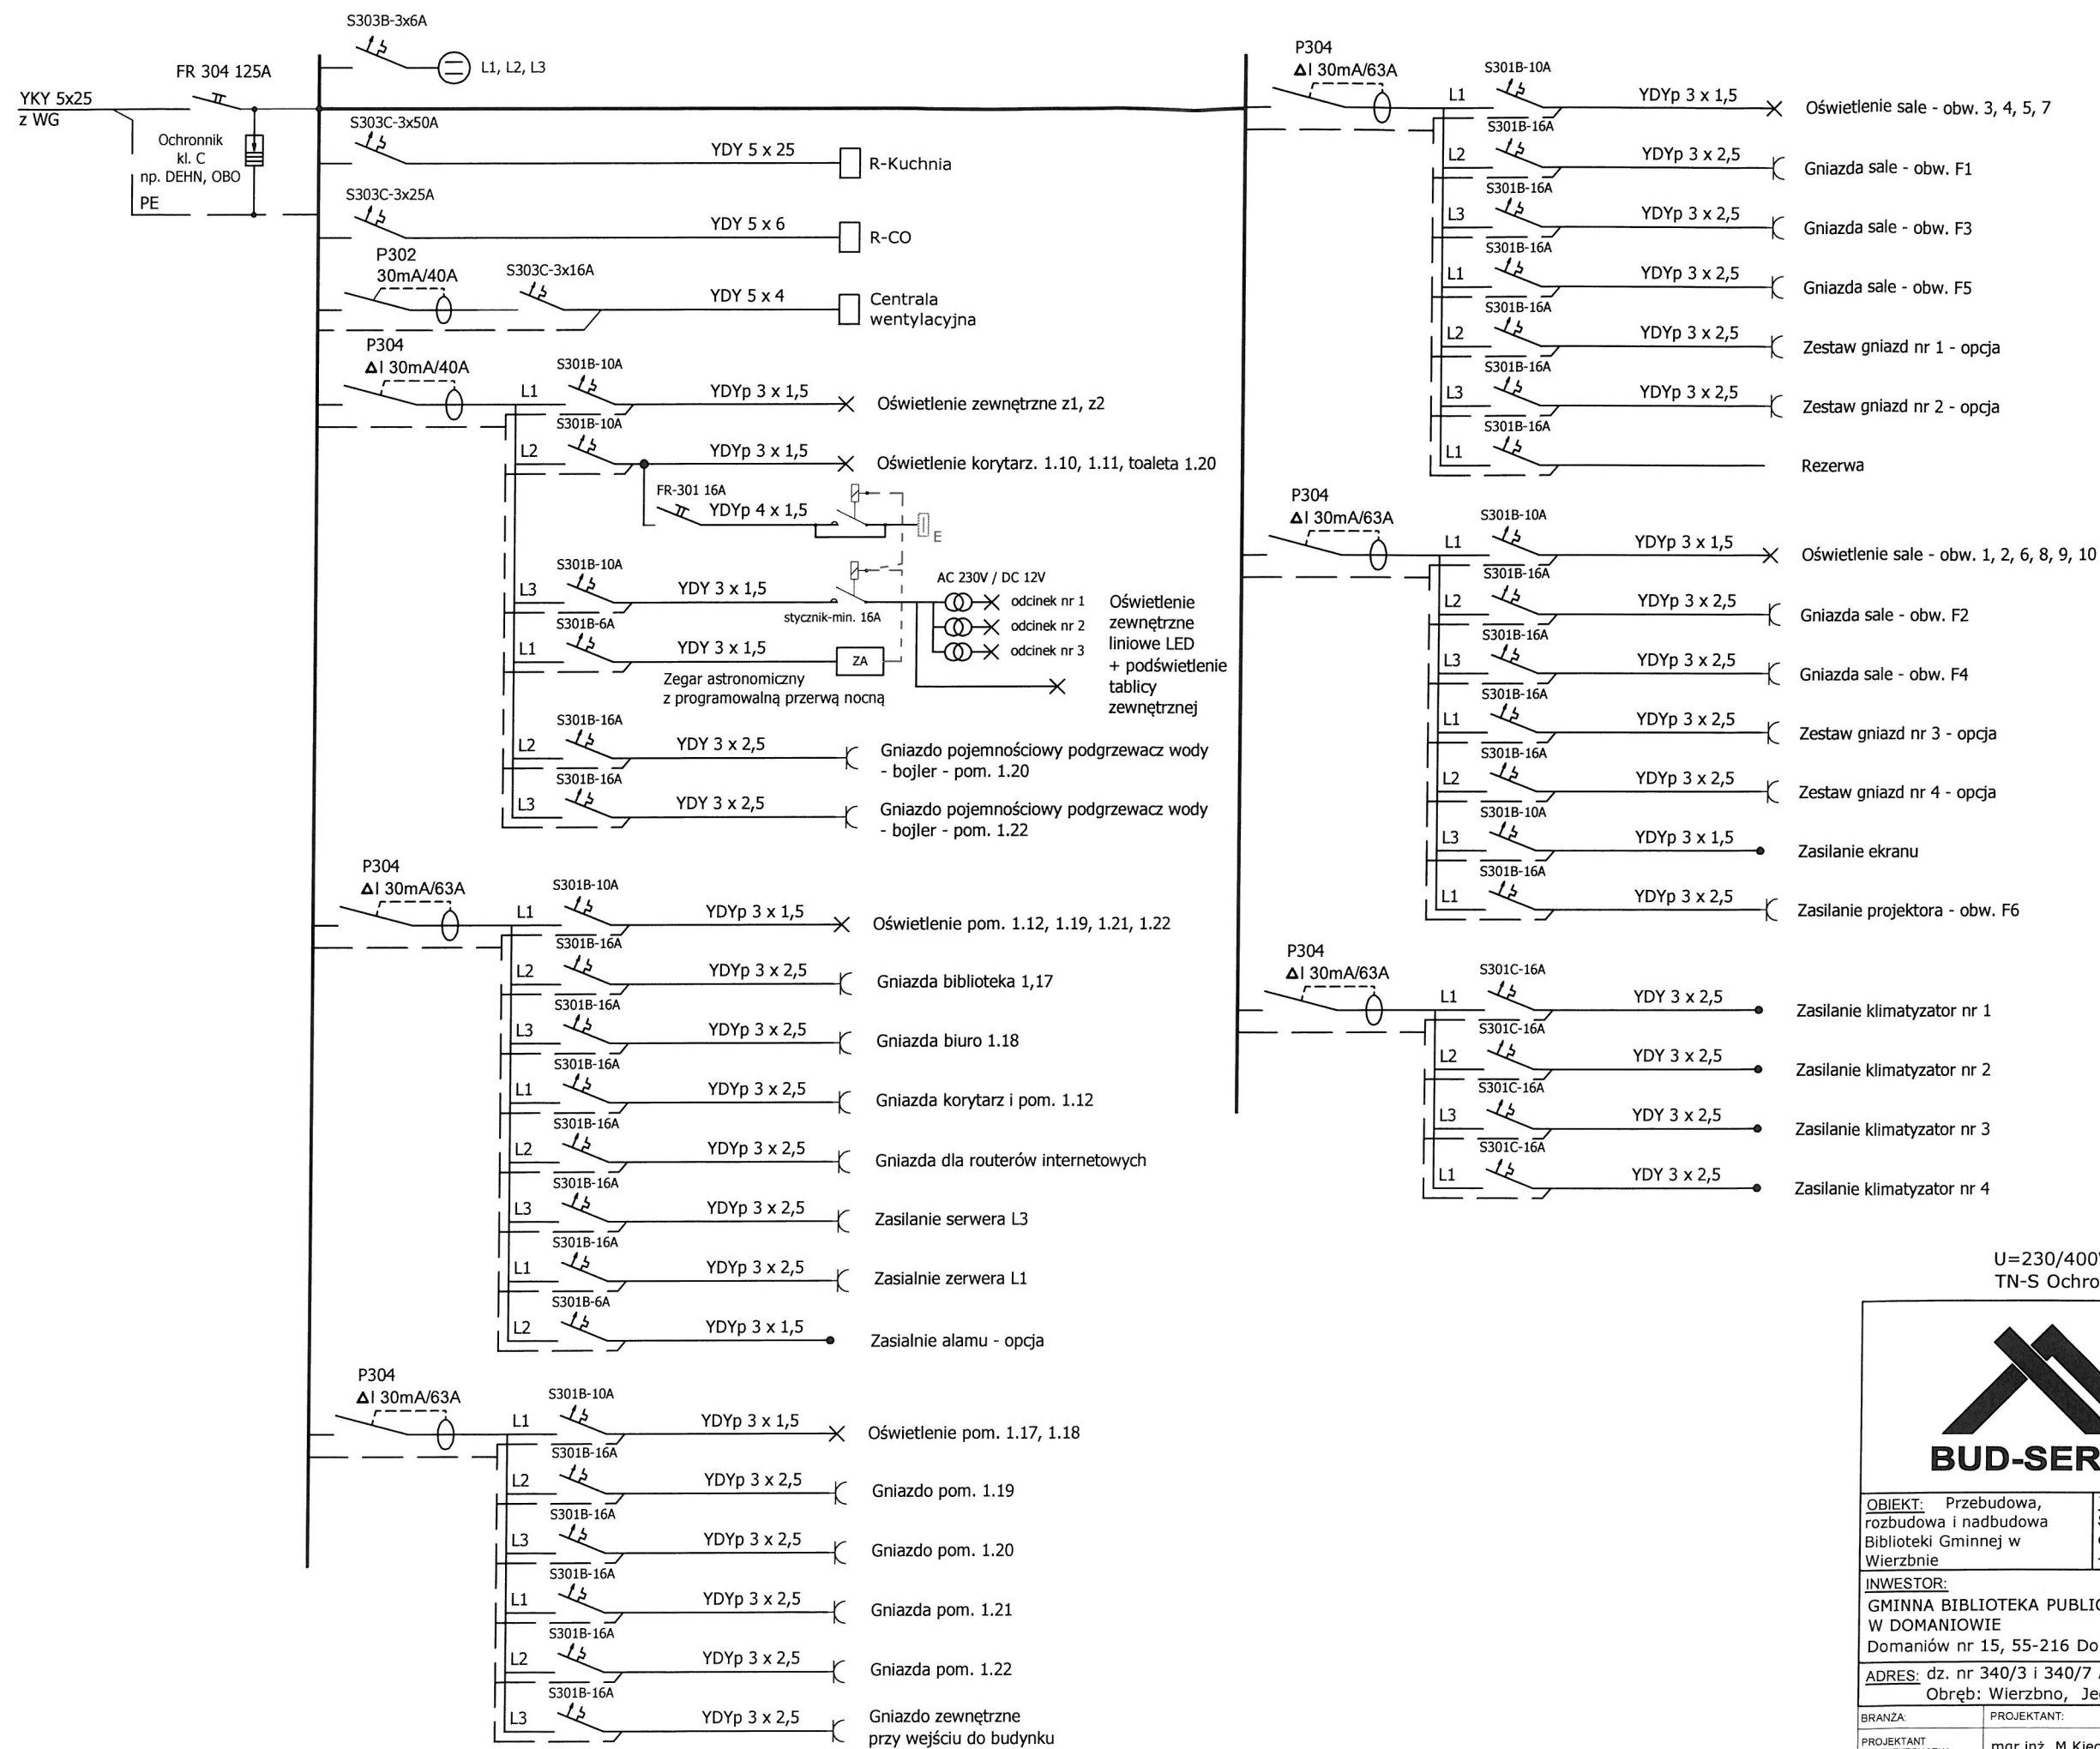 S303B-3x6A
L1, L2, L3
FR 304 125A
YKY 5x25
z WG
Ochronnik
kl. C
np. DEHN, OBO
PE
S303C-3x50A
YDY 5 x 25
R-Kuchnia
S303C-3x25A
YDY 5 x 6
R-CO
P302
30mA/40A
S303C-3x16A
YDY 5 x 4
Centrala
wentylacyjna
P304
ΔI 30mA/40A
S301B-10A
L1
YDYp 3 x 1,5
Oświetlenie zewnętrzne z1, z2
S301B-10A
L2
YDYp 3 x 1,5
Oświetlenie korytarz. 1.10, 1.11, toaleta 1.20
FR-301 16A
YDYp 4 x 1,5
E
S301B-10A
L3
YDY 3 x 1,5
stycznik-min. 16A
AC 230V / DC 12V
odcinek nr 1
odcinek nr 2
odcinek nr 3
Oświetlenie
zewnętrzne
liniowe LED
+ podświetlenie
tablicy
zewnętrznej
S301B-6A
L1
YDY 3 x 1,5
ZA
Zegar astronomiczny
z programowalną przerwą nocną
S301B-16A
L2
YDY 3 x 2,5
Gniazdo pojemnościowy podgrzewacz wody
- bojler - pom. 1.20
S301B-16A
L3
YDY 3 x 2,5
Gniazdo pojemnościowy podgrzewacz wody
- bojler - pom. 1.22
P304
ΔI 30mA/63A
S301B-10A
L1
YDYp 3 x 1,5
Oświetlenie pom. 1.12, 1.19, 1.21, 1.22
S301B-16A
L2
YDYp 3 x 2,5
Gniazda biblioteka 1,17
S301B-16A
L3
YDYp 3 x 2,5
Gniazda biuro 1.18
S301B-16A
L1
YDYp 3 x 2,5
Gniazda korytarz i pom. 1.12
S301B-16A
L2
YDYp 3 x 2,5
Gniazda dla routerów internetowych
S301B-16A
L3
YDYp 3 x 2,5
Zasilanie serwera L3
S301B-16A
L1
YDYp 3 x 2,5
Zasialnie zerwera L1
S301B-6A
L2
YDYp 3 x 1,5
Zasialnie alamu - opcja
P304
ΔI 30mA/63A
S301B-10A
L1
YDYp 3 x 1,5
Oświetlenie pom. 1.17, 1.18
S301B-16A
L2
YDYp 3 x 2,5
Gniazdo pom. 1.19
S301B-16A
L3
YDYp 3 x 2,5
Gniazdo pom. 1.20
S301B-16A
L1
YDYp 3 x 2,5
Gniazda pom. 1.21
S301B-16A
L2
YDYp 3 x 2,5
Gniazda pom. 1.22
S301B-16A
L3
YDYp 3 x 2,5
Gniazdo zewnętrzne
przy wejściu do budynku
P304
ΔI 30mA/63A
S301B-10A
L1
YDYp 3 x 1,5
Oświetlenie sale - obw. 3, 4, 5, 7
S301B-16A
L2
YDYp 3 x 2,5
Gniazda sale - obw. F1
S301B-16A
L3
YDYp 3 x 2,5
Gniazda sale - obw. F3
S301B-16A
L1
YDYp 3 x 2,5
Gniazda sale - obw. F5
S301B-16A
L2
YDYp 3 x 2,5
Zestaw gniazd nr 1 - opcja
S301B-16A
L3
YDYp 3 x 2,5
Zestaw gniazd nr 2 - opcja
S301B-16A
L1
Rezerwa
P304
ΔI 30mA/63A
S301B-10A
L1
YDYp 3 x 1,5
Oświetlenie sale - obw. 1, 2, 6, 8, 9, 10
S301B-16A
L2
YDYp 3 x 2,5
Gniazda sale - obw. F2
S301B-16A
L3
YDYp 3 x 2,5
Gniazda sale - obw. F4
S301B-16A
L1
YDYp 3 x 2,5
Zestaw gniazd nr 3 - opcja
S301B-16A
L2
YDYp 3 x 2,5
Zestaw gniazd nr 4 - opcja
S301B-10A
L3
YDYp 3 x 1,5
Zasilanie ekranu
S301B-16A
L1
YDYp 3 x 2,5
Zasilanie projektora - obw. F6
P304
ΔI 30mA/63A
S301C-16A
L1
YDY 3 x 2,5
Zasilanie klimatyzator nr 1
S301C-16A
L2
YDY 3 x 2,5
Zasilanie klimatyzator nr 2
S301C-16A
L3
YDY 3 x 2,5
Zasilanie klimatyzator nr 3
S301C-16A
L1
YDY 3 x 2,5
Zasilanie klimatyzator nr 4
U=230/400
TN-S Ochro
BUD-SER
OBIEKT: Przebudowa,
rozbudowa i nadbudowa
Biblioteki Gminnej w
Wierzbnie
INWESTOR:
GMINNA BIBLIOTEKA PUBLI
W DOMANIOWIE
Domaniów nr 15, 55-216 Do
ADRES: dz. nr 340/3 i 340/7
Obręb: Wierzbno, Je
BRANŻA:
PROJEKTANT:
PROJEKTANT
mgr inż. M.Kie